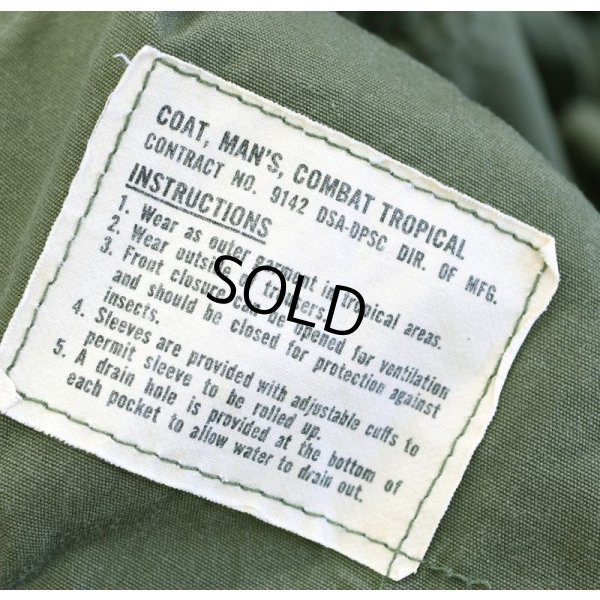 COAT, MAN'S, COMBAT TROPICAL
CONTRACT NO. 9142 DSA-DPSC DIR. OF MFG.
INSTRUCTIONS
1. Wear as outer garment in tropical areas.
2. Wear outside of trousers.
3. Front closure can be opened for ventilation
and should be closed for protection against
insects.
4. Sleeves are provided with adjustable cuffs to
permit sleeve to be rolled up.
5. A drain hole is provided at the bottom of
each pocket to allow water to drain out.
SOLD